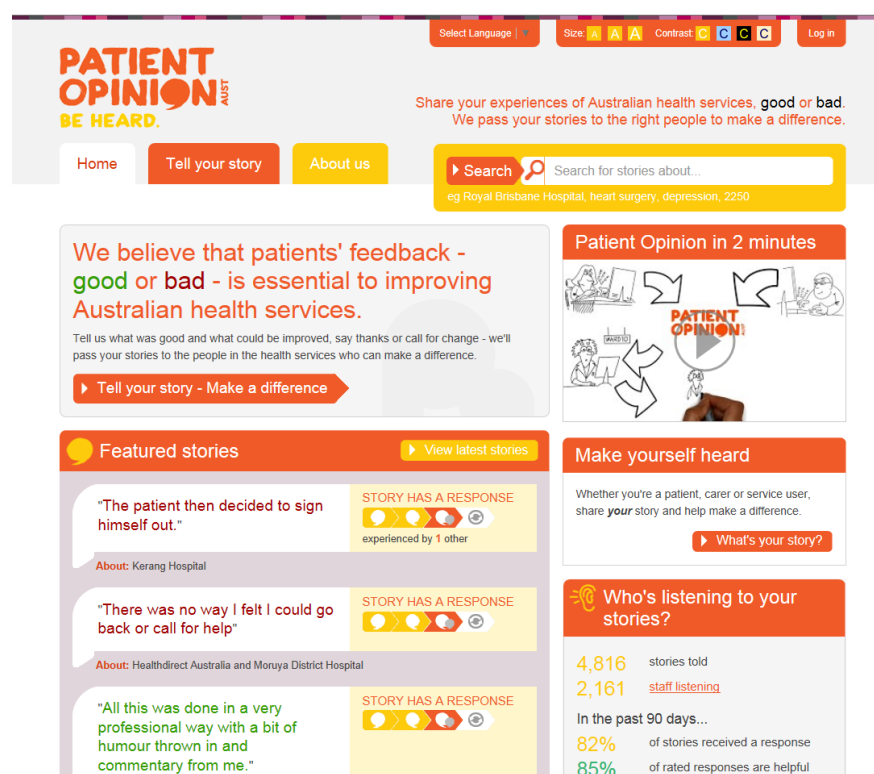 Select Language | ▼
Size: A A A Contrast: C C C C
Log in
PATIENT
OPINION AUST
BE HEARD.
Share your experiences of Australian health services, good or bad.
We pass your stories to the right people to make a difference.
Home
Tell your story
About us
Search
Search for stories about...
eg Royal Brisbane Hospital, heart surgery, depression, 2250
We believe that patients' feedback -
good or bad - is essential to improving
Australian health services.
Tell us what was good and what could be improved, say thanks or call for change - we'll
pass your stories to the people in the health services who can make a difference.
Tell your story - Make a difference
Patient Opinion in 2 minutes
PATIENT
OPINION
WARD 10
Featured stories
View latest stories
"The patient then decided to sign
himself out."
STORY HAS A RESPONSE
experienced by 1 other
About: Kerang Hospital
"There was no way I felt I could go
back or call for help"
STORY HAS A RESPONSE
About: Healthdirect Australia and Moruya District Hospital
"All this was done in a very
professional way with a bit of
humour thrown in and
commentary from me."
STORY HAS A RESPONSE
Make yourself heard
Whether you're a patient, carer or service user,
share your story and help make a difference.
What's your story?
Who's listening to your
stories?
4,816 stories told
2,161 staff listening
In the past 90 days...
82% of stories received a response
85% of rated responses are helpful